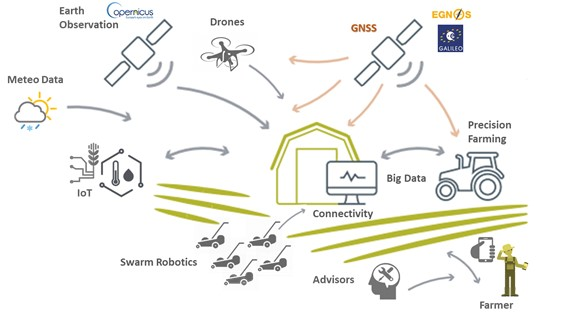 Earth
Observation
Copernicus
Drones
GNSS
EGNOS
GALILEO
Meteo Data
Precision
Farming
IoT
Big Data
Connectivity
Swarm Robotics
Advisors
Farmer